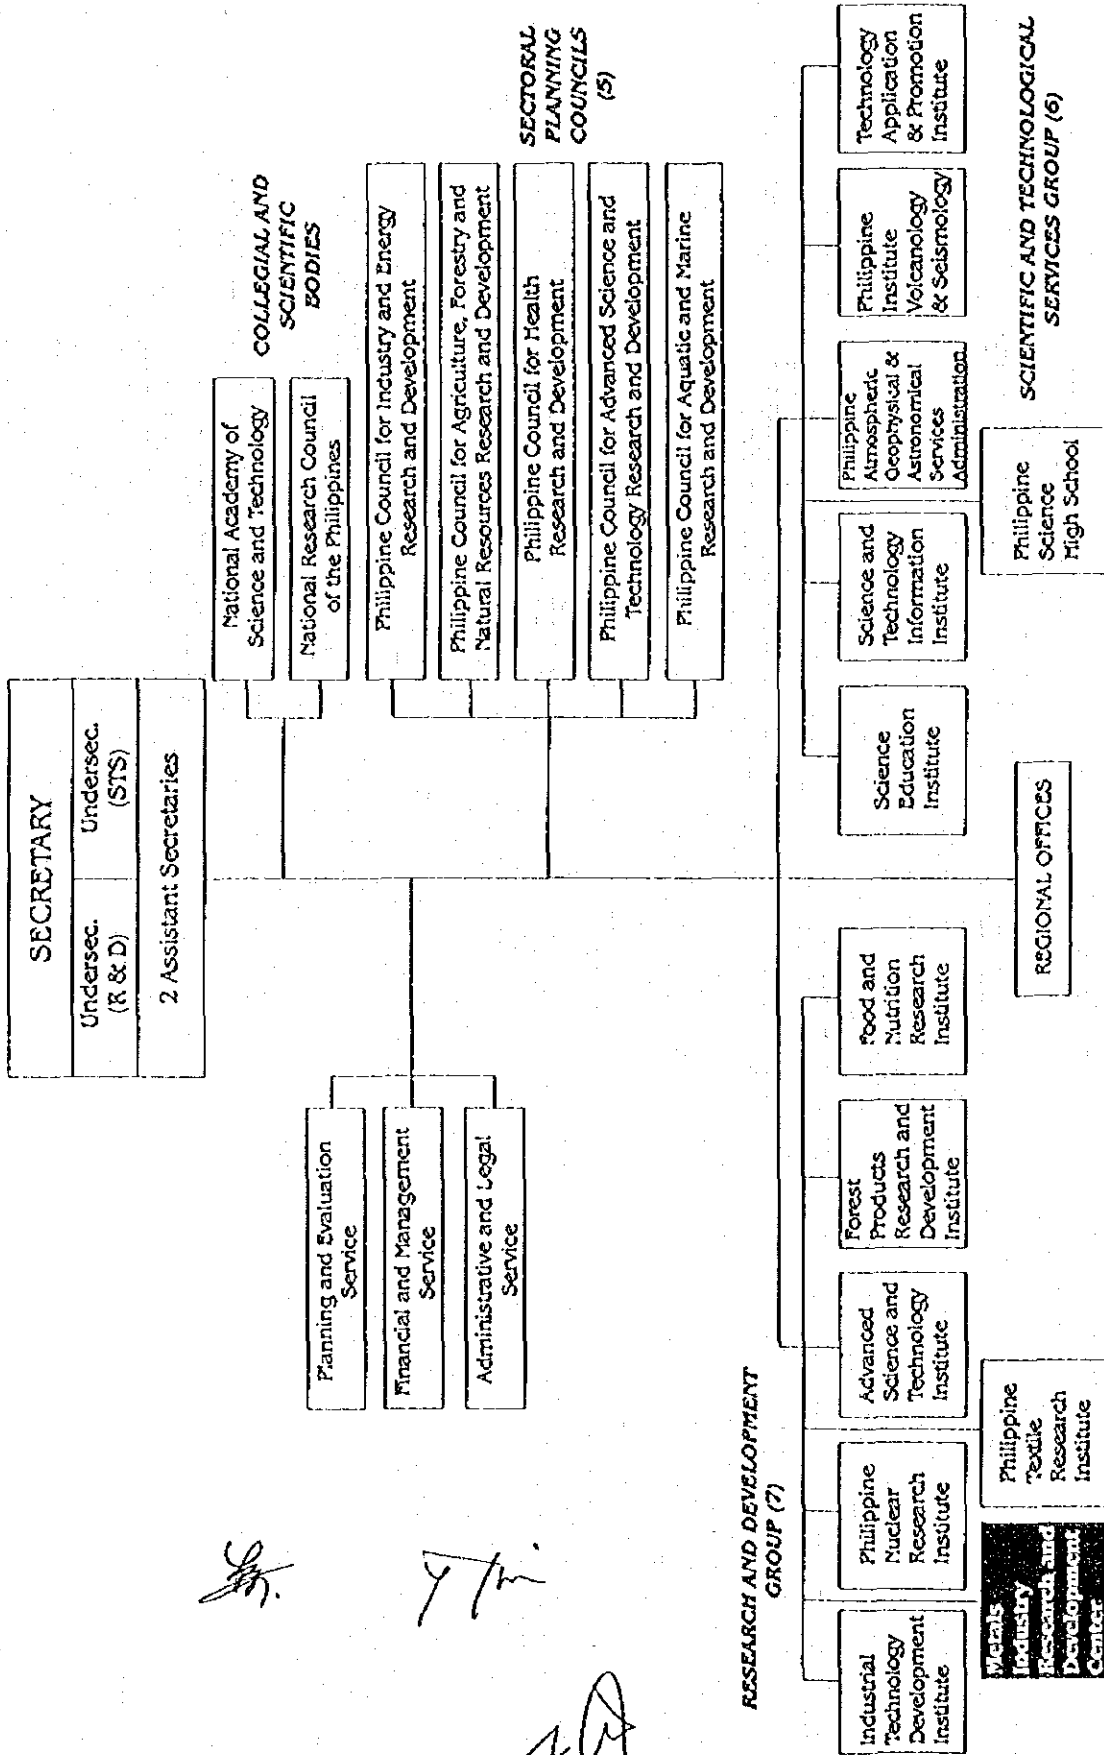 SECRETARY
Undersec.
(R & D)
Undersec.
(STS)
2 Assistant Secretaries
National Academy of
Science and Technology
National Research Council
of the Philippines
COLLEGIAL AND
SCIENTIFIC
BODIES
Planning and Evaluation
Service
Financial and Management
Service
Administrative and Legal
Service
Philippine Council for Industry and Energy
Research and Development
Philippine Council for Agriculture, Forestry and
Natural Resources Research and Development
Philippine Council for Health
Research and Development
Philippine Council for Advanced Science and
Technology Research and Development
Philippine Council for Aquatic and Marine
Research and Development
SECTORAL
PLANNING
COUNCILS
(5)
RESEARCH AND DEVELOPMENT
GROUP (7)
Industrial
Technology
Development
Institute
Philippine
Nuclear
Research
Institute
Advanced
Science and
Technology
Institute
Forest
Products
Research and
Development
Institute
Food and
Nutrition
Research
Institute
Science
Education
Institute
Science and
Technology
Information
Institute
Philippine
Atmospheric
Geophysical &
Astronomical
Services
Administration
Philippine
Institute
Volcanology
& Seismology
Technology
Application
& Promotion
Institute
Metals
Industry
Research and
Development
Center
Philippine
Textile
Research
Institute
REGIONAL OFFICES
Philippine
Science
High School
SCIENTIFIC AND TECHNOLOGICAL
SERVICES GROUP (6)